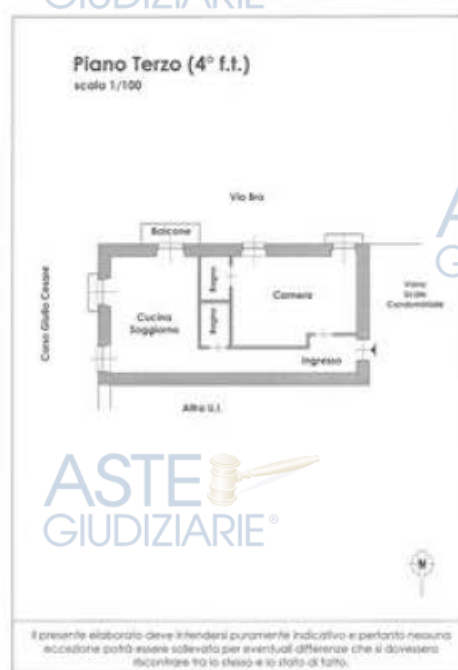 ASTE
GIUDIZIARIE
Piano Terzo (4° f.t.)
scala 1/100
Via Bra
Balcone
Corso Giulio Cesare
Bagno
Bagno
Camera
Cucina
Soggiorno
Ingresso
Vano
Scale
Condominiale
Altra U.I.
ASTE
GIUDIZIARIE®
N
Il presente elaborato deve intendersi puramente indicativo e pertanto nessuna
eccezione potrà essere sollevata per eventuali differenze che si dovessero
riscontrare tra lo stesso e lo stato di fatto.